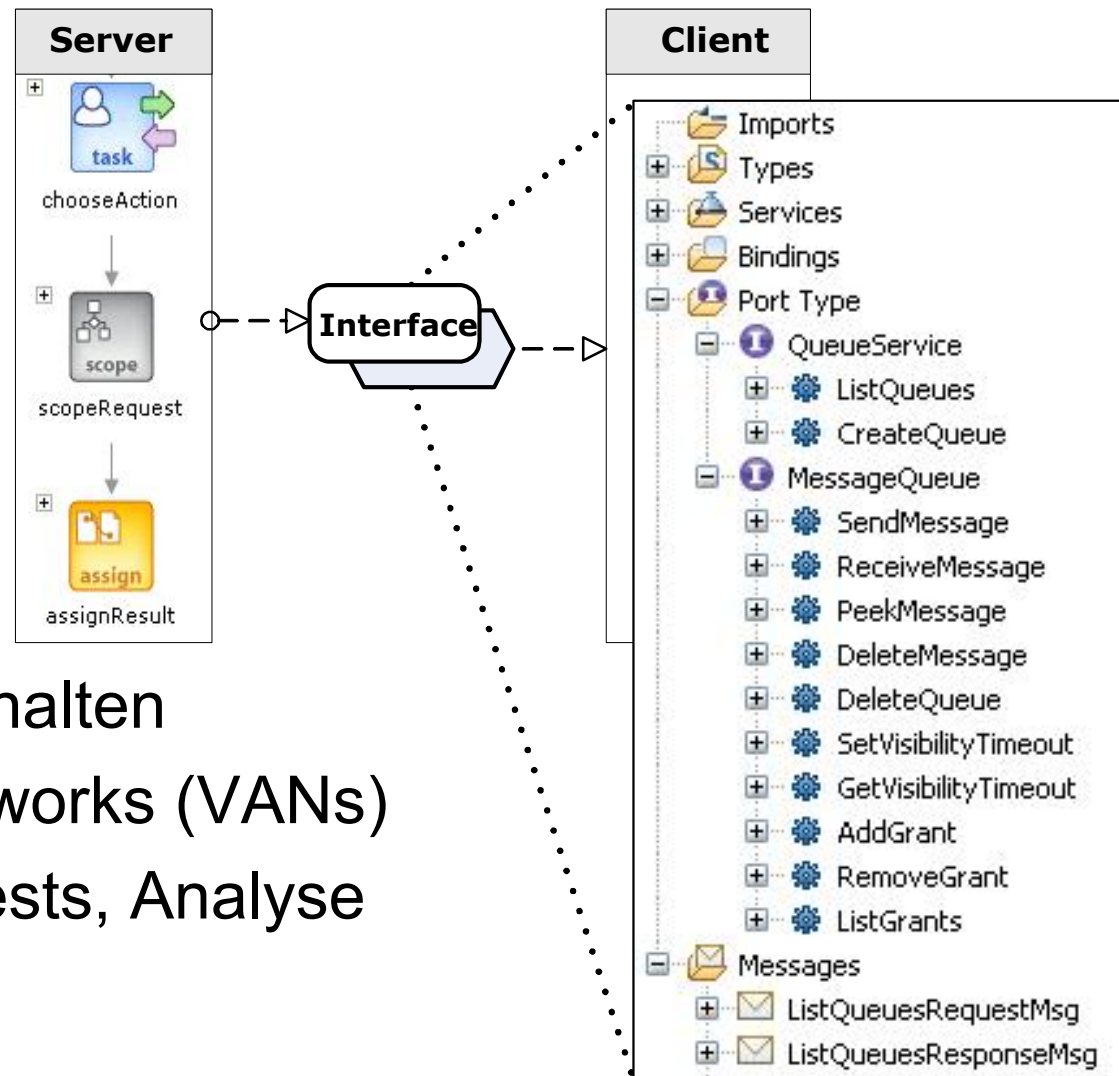 Server
task
chooseAction
scope
scopeRequest
assign
assignResult
Interface
Client
Imports
Types
Services
Bindings
Port Type
QueueService
ListQueues
CreateQueue
MessageQueue
SendMessage
ReceiveMessage
PeekMessage
DeleteMessage
DeleteQueue
SetVisibilityTimeout
GetVisibilityTimeout
AddGrant
RemoveGrant
ListGrants
Messages
ListQueuesRequestMsg
ListQueuesResponseMsg
halten
works (VANs)
ests, Analyse